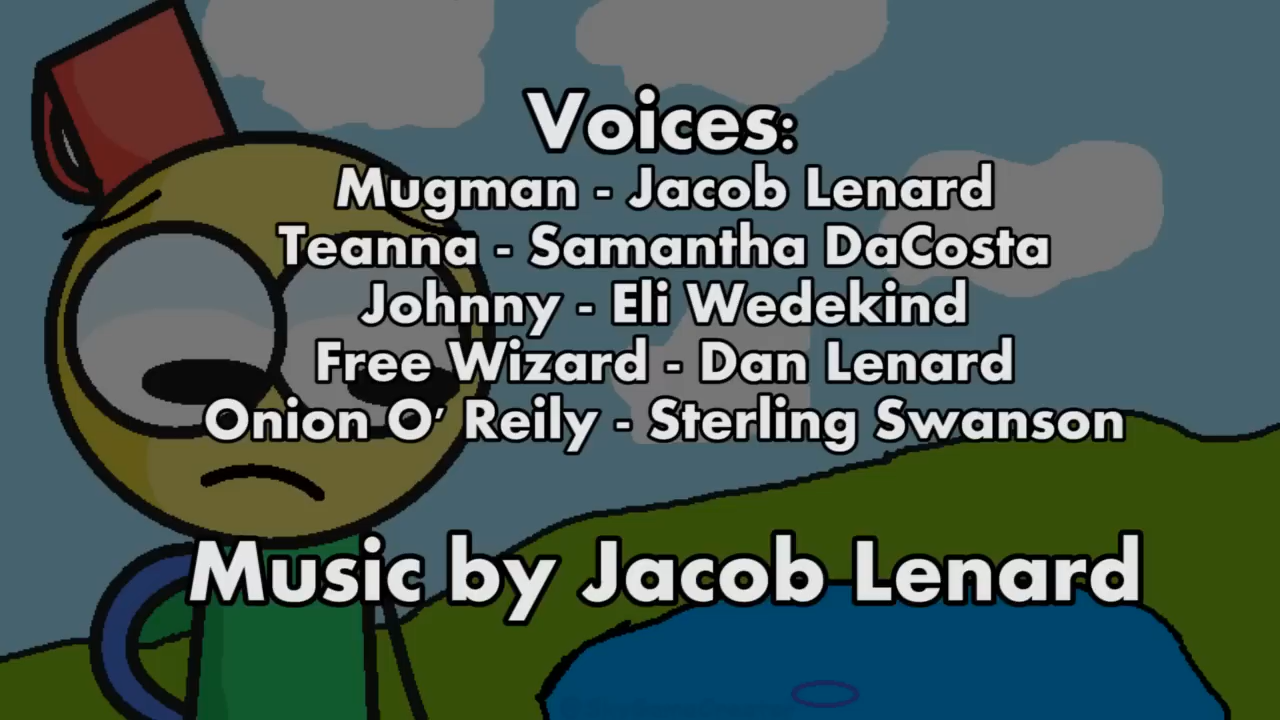 Voices:
Mugman - Jacob Lenard
Teanna - Samantha DaCosta
Johnny - Eli Wedekind
Free Wizard - Dan Lenard
Onion O' Reily - Sterling Swanson
Music by Jacob Lenard